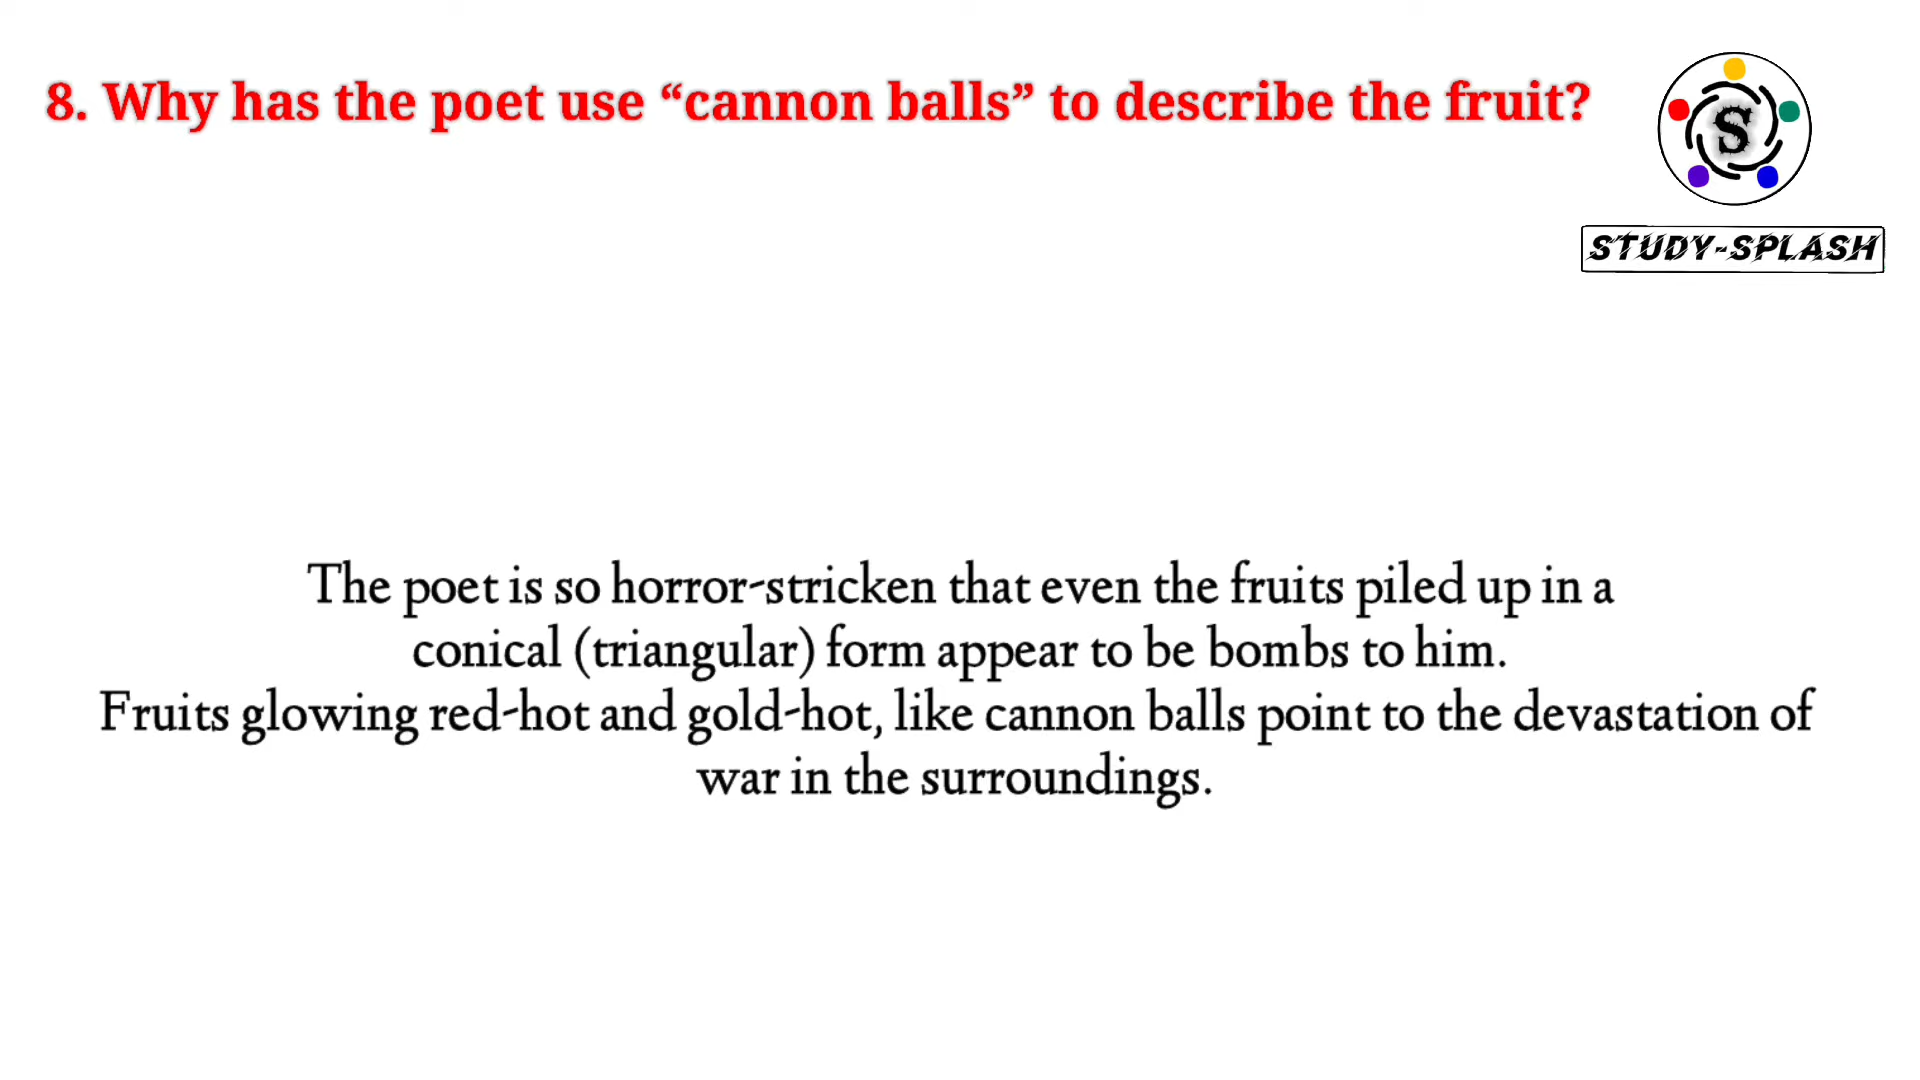 8. Why has the poet use “cannon balls” to describe the fruit?
S
STUDY-SPLASH
The poet is so horror-stricken that even the fruits piled up in a
conical (triangular) form appear to be bombs to him.
Fruits glowing red-hot and gold-hot, like cannon balls point to the devastation of
war in the surroundings.